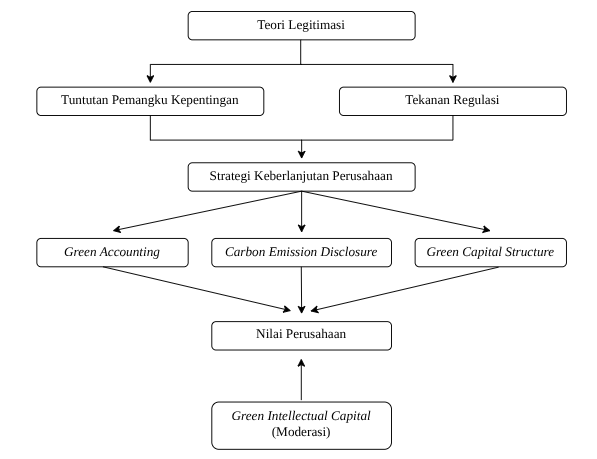 Teori Legitimasi
Tuntutan Pemangku Kepentingan
Tekanan Regulasi
Strategi Keberlanjutan Perusahaan
Green Accounting
Carbon Emission Disclosure
Green Capital Structure
Nilai Perusahaan
Green Intellectual Capital
(Moderasi)